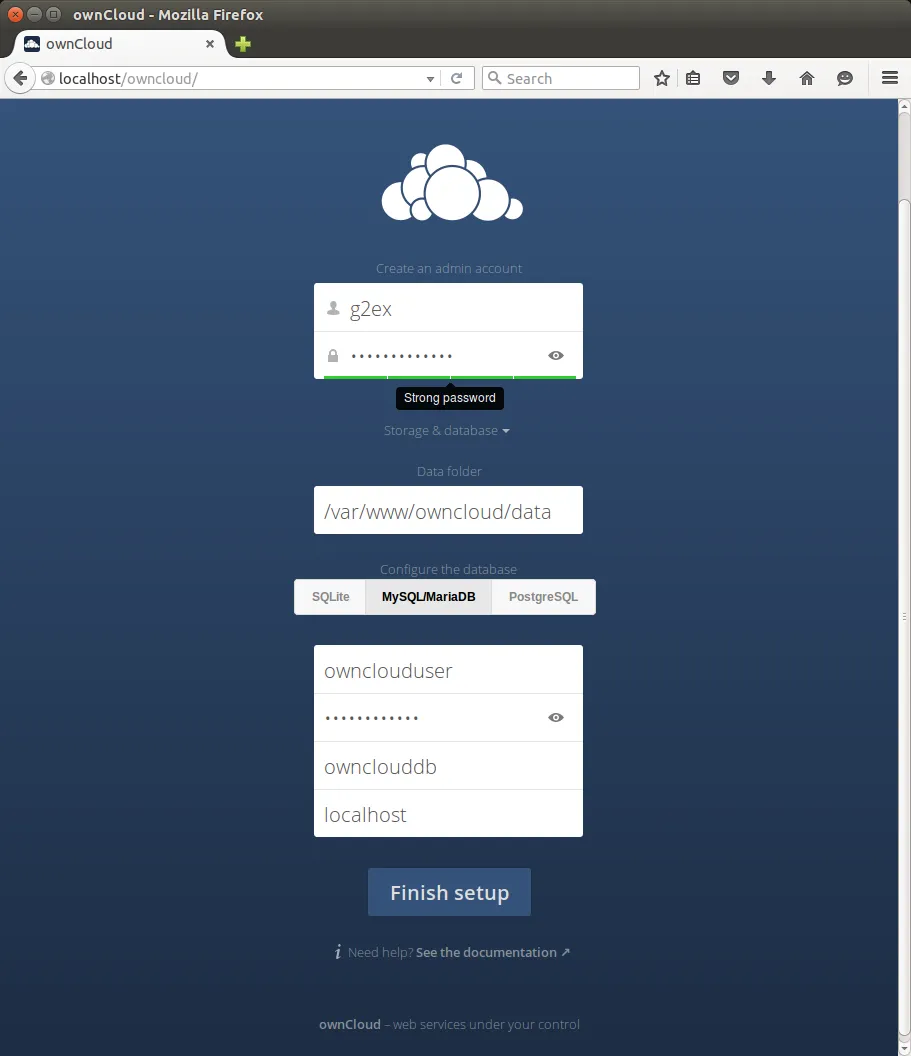 ownCloud - Mozilla Firefox
ownCloud
localhost/owncloud/
Search
Create an admin account
g2ex
•••••••••••••
Strong password
Storage & database
Data folder
/var/www/owncloud/data
Configure the database
SQLite MySQL/MariaDB PostgreSQL
ownclouduser
••••••••••••
ownclouddb
localhost
Finish setup
i Need help? See the documentation ↗
ownCloud – web services under your control